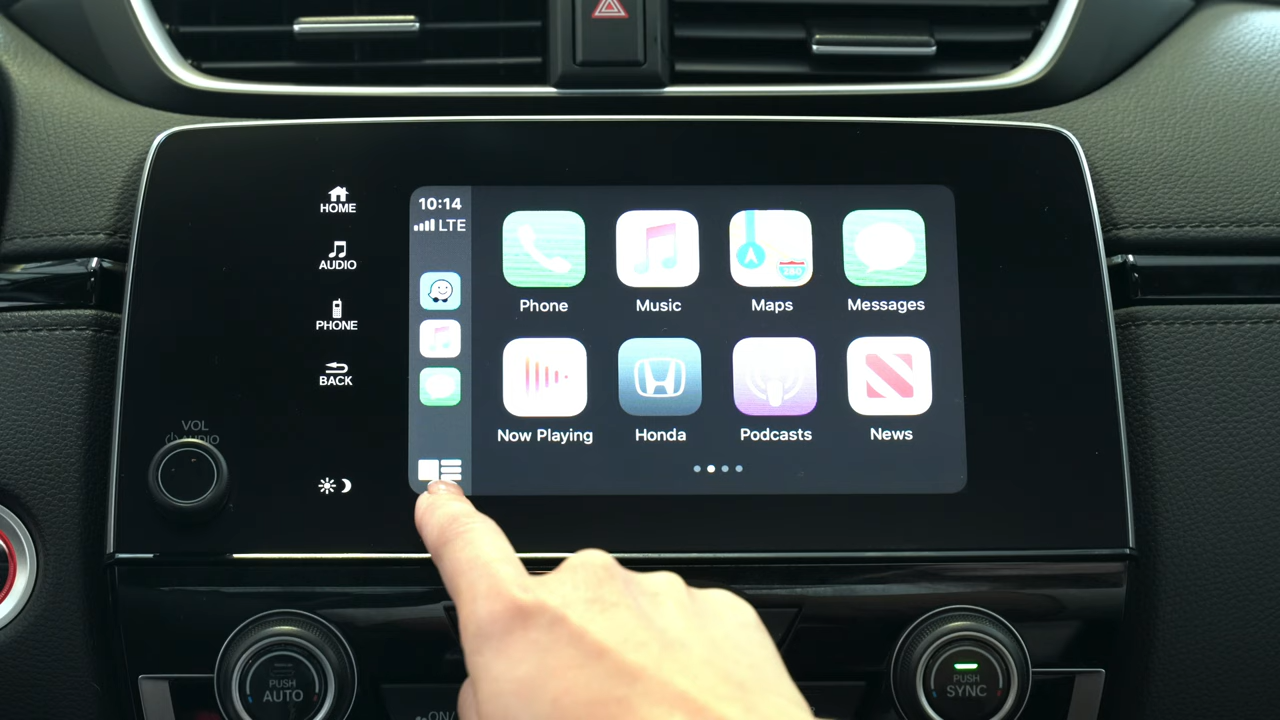 HOME
AUDIO
PHONE
BACK
VOL
AUDIO
10:14
LTE
Phone
Music
Maps
280
Messages
Now Playing
Honda
Podcasts
News
PUSH
AUTO
ON/
PUSH
SYNC